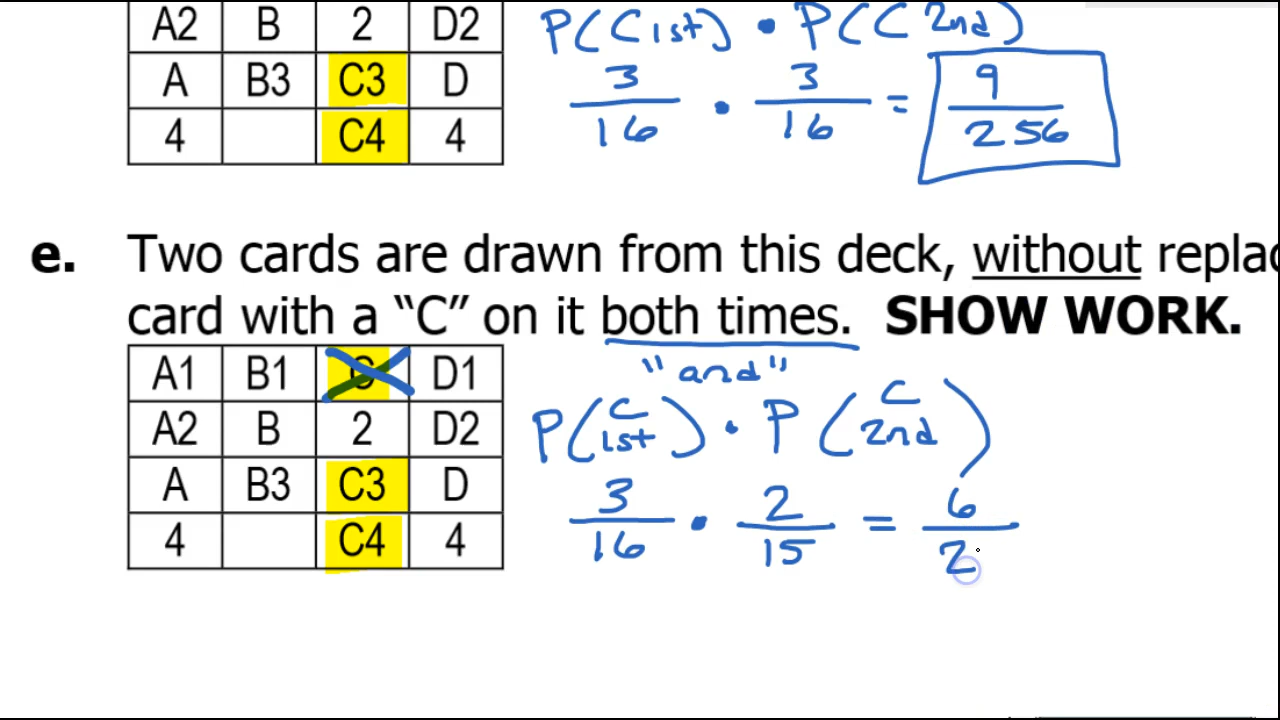 A2 B 2 D2
A B3 C3 D
4 C4 4
P(C 1st) • P(C 2nd)
3/16 • 3/16 = 9/256
e. Two cards are drawn from this deck, without replac
card with a “C” on it both times. SHOW WORK.
"and"
A1 B1 C D1
A2 B 2 D2
A B3 C3 D
4 C4 4
P(C 1st) • P(C 2nd)
3/16 • 2/15 = 6/2